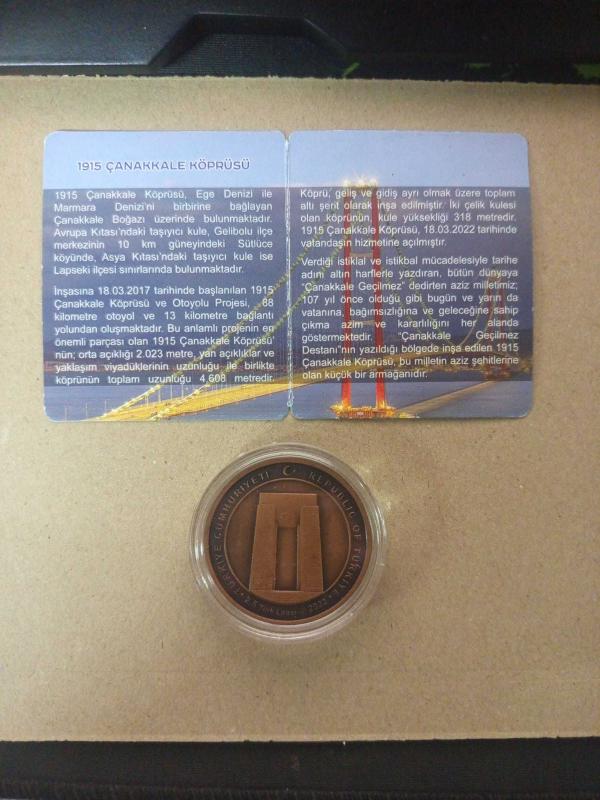 1915 ÇANAKKALE KÖPRÜSÜ
1915 Çanakkale Köprüsü, Ege Denizi ile
Marmara Denizi'ni birbirine bağlayan
Çanakkale Boğazı üzerinde bulunmaktadır.
Avrupa Kıtası'ndaki taşıyıcı kule, Gelibolu ilçe
merkezinin 10 km güneyindeki Sütlüce
köyünde, Asya Kıtası'ndaki taşıyıcı kule ise
Lapseki ilçesi sınırlarında bulunmaktadır.
İnşasına 18.03.2017 tarihinde başlanılan 1915
Çanakkale Köprüsü ve Otoyolu Projesi, 88
kilometre otoyol ve 13 kilometre bağlantı
yolundan oluşmaktadır. Bu anlamlı projenin en
önemli parçası olan 1915 Çanakkale Köprüsü'
nün; orta açıklığı 2.023 metre, yan açıklıklar ve
yaklaşım viyadüklerinin uzunluğu ile birlikte
köprünün toplam uzunluğu 4.608 metredir.
Köprü, geliş ve gidiş ayrı olmak üzere toplam
altı şerit olarak inşa edilmiştir. İki çelik kulesi
olan köprünün, kule yüksekliği 318 metredir.
1915 Çanakkale Köprüsü, 18.03.2022 tarihinde
vatandaşın hizmetine açılmıştır.
Verdiği istiklal ve istikbal mücadelesiyle tarihe
adını altın harflerle yazdıran, bütün dünyaya
"Çanakkale Geçilmez" dedirten aziz milletimiz;
107 yıl önce olduğu gibi bugün ve yarın da
vatanına, bağımsızlığına ve geleceğine sahip
çıkma azim ve kararlılığını her alanda
göstermektedir. "Çanakkale Geçilmez
Destanı"nın yazıldığı bölgede inşa edilen 1915
Çanakkale Köprüsü, bu milletin aziz şehitlerine
olan küçük bir armağanıdır.
TÜRKİYE CUMHURİYETİ REPUBLIC OF TÜRKİYE
2.5 Türk Lirası 2022